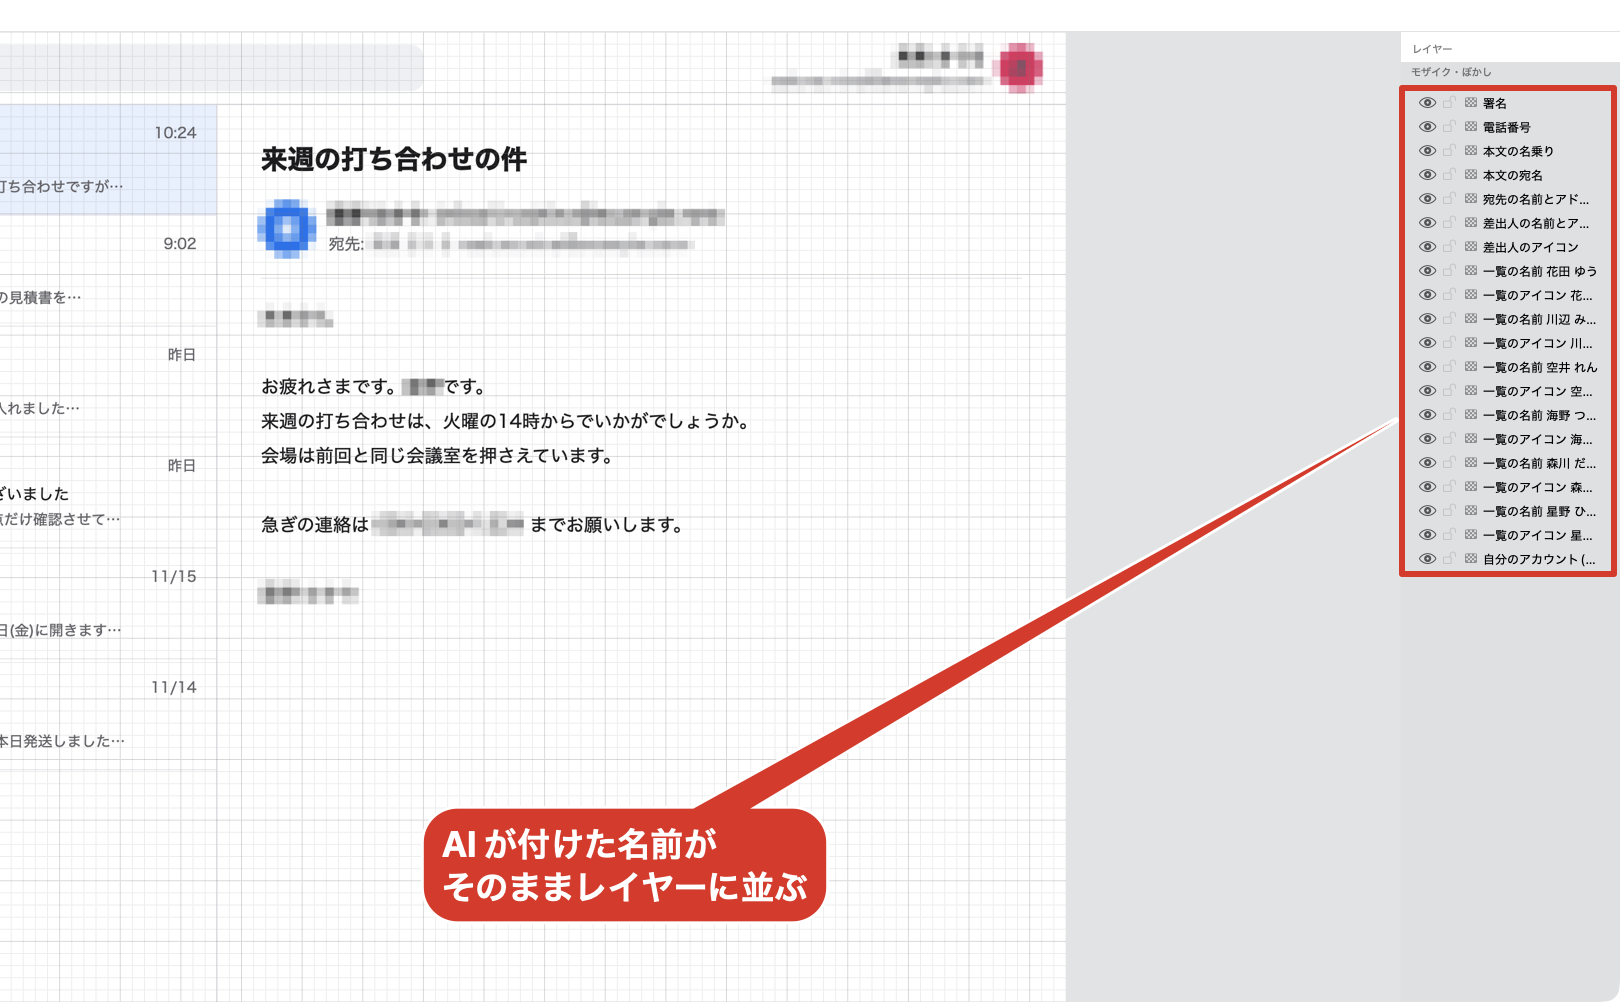 10:24
打ち合わせですが…
9:02
の見積書を…
昨日
入れました…
昨日
ざいました
点だけ確認させて…
11/15
日(金)に開きます…
11/14
本日発送しました…
来週の打ち合わせの件
宛先:
お疲れさまです。
です。
来週の打ち合わせは、火曜の14時からでいかがでしょうか。
会場は前回と同じ会議室を押さえています。
急ぎの連絡は
までお願いします。
AI が付けた名前が
そのままレイヤーに並ぶ
レイヤー
モザイク・ぼかし
署名
電話番号
本文の名乗り
本文の宛名
宛先の名前とアド...
差出人の名前とア...
差出人のアイコン
一覧の名前 花田 ゆう
一覧のアイコン 花...
一覧の名前 川辺 み...
一覧のアイコン 川...
一覧の名前 空井 れん
一覧のアイコン 空...
一覧の名前 海野 つ...
一覧のアイコン 海...
一覧の名前 森川 だ...
一覧のアイコン 森...
一覧の名前 星野 ひ...
一覧のアイコン 星...
自分のアカウント (...